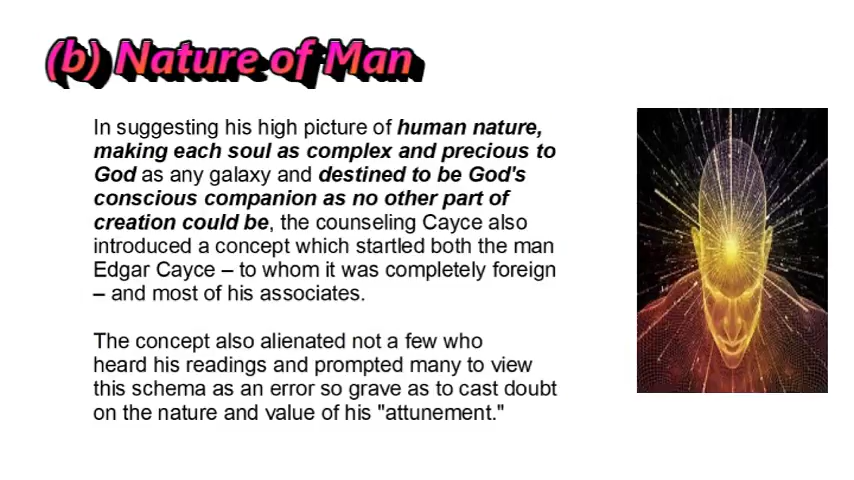 (b) Nature of Man
In suggesting his high picture of human nature,
making each soul as complex and precious to
God as any galaxy and destined to be God's
conscious companion as no other part of
creation could be, the counseling Cayce also
introduced a concept which startled both the man
Edgar Cayce – to whom it was completely foreign
– and most of his associates.
The concept also alienated not a few who
heard his readings and prompted many to view
this schema as an error so grave as to cast doubt
on the nature and value of his "attunement."